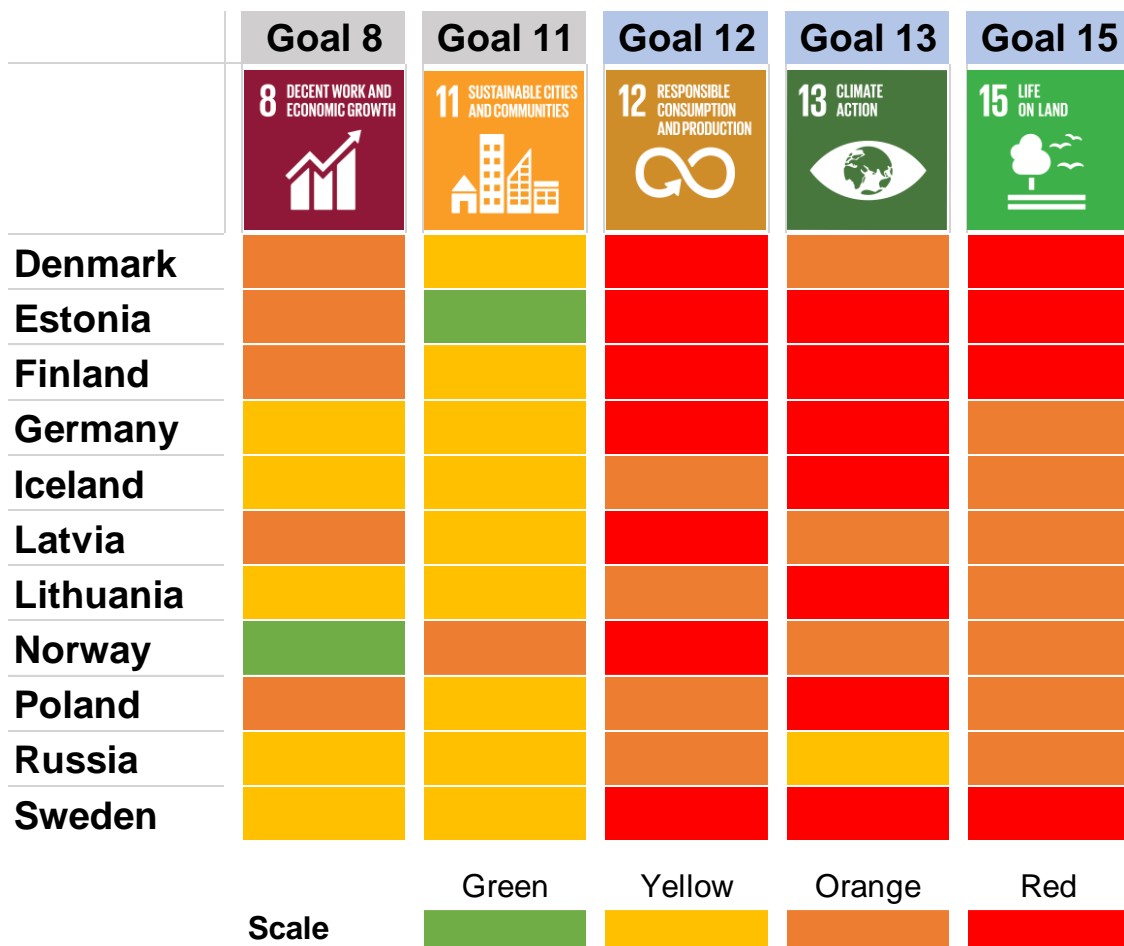 Goal 8 Goal 11 Goal 12 Goal 13 Goal 15
8 DECENT WORK AND
ECONOMIC GROWTH
11 SUSTAINABLE CITIES
AND COMMUNITIES
12 RESPONSIBLE
CONSUMPTION
AND PRODUCTION
13 CLIMATE
ACTION
15 LIFE
ON LAND
Denmark
Estonia
Finland
Germany
Iceland
Latvia
Lithuania
Norway
Poland
Russia
Sweden
Green Yellow Orange Red
Scale